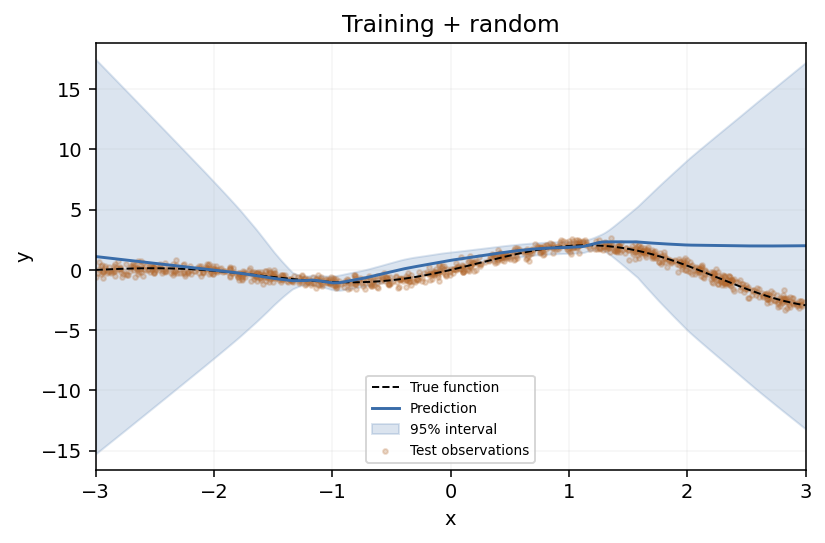 Training + random
15
10
5
0
−5
−10
−15
y
True function
Prediction
95% interval
Test observations
−3
−2
−1
0
1
2
3
x